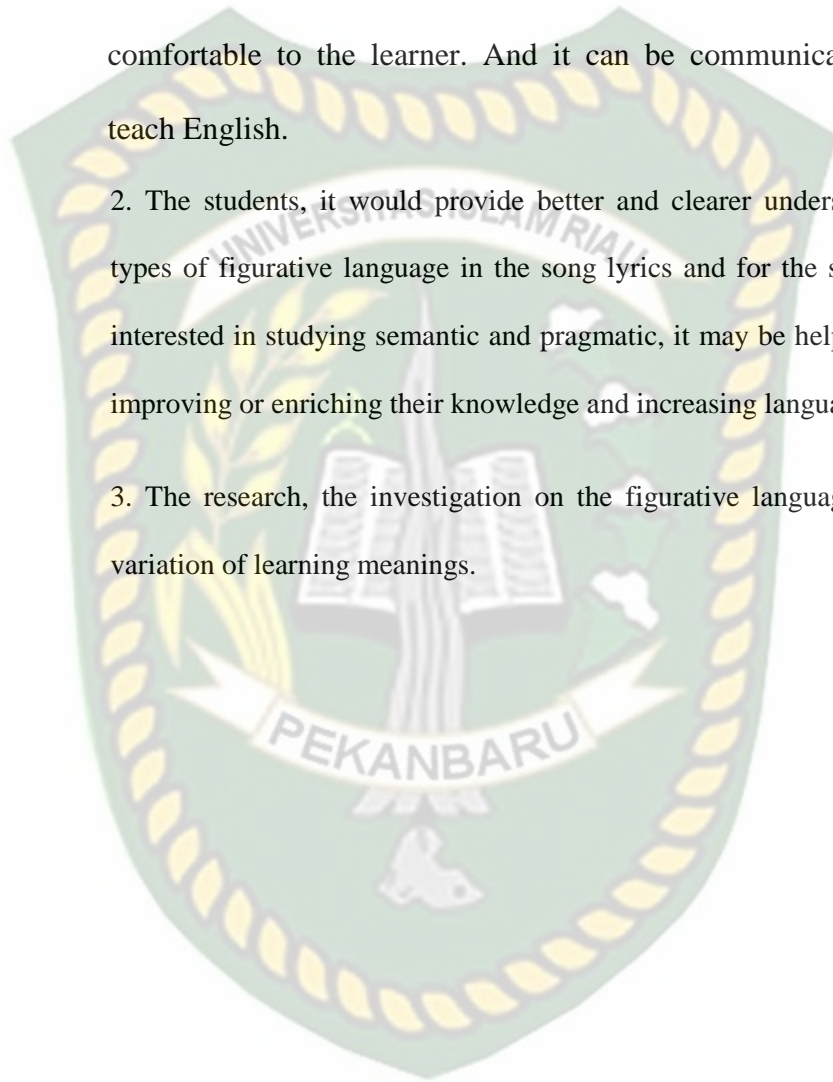 comfortable to the learner. And it can be communica
teach English.
2. The students, it would provide better and clearer unders
UNIVERSITAS ISLAM RIAU
types of figurative language in the song lyrics and for the s
interested in studying semantic and pragmatic, it may be help
improving or enriching their knowledge and increasing langua
3. The research, the investigation on the figurative languag
variation of learning meanings.
PEKANBARU